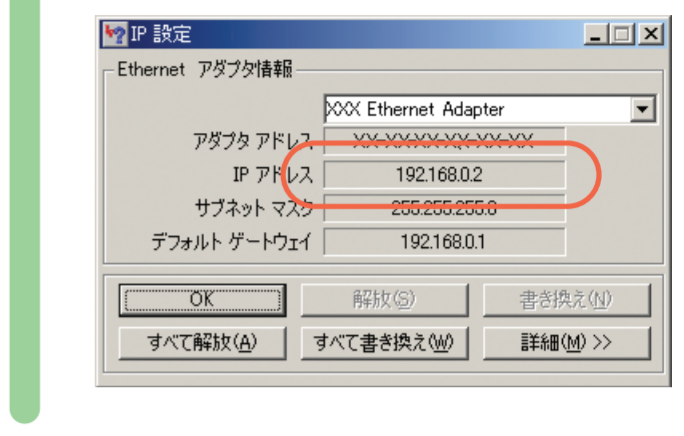 IP 設定
Ethernet アダプタ情報
XXX Ethernet Adapter
アダプタ アドレス XX-XX-XX-XX-XX-XX
IP アドレス 192.168.0.2
サブネット マスク 255.255.255.0
デフォルト ゲートウェイ 192.168.0.1
OK 解放(S) 書き換え(N)
すべて解放(A) すべて書き換え(W) 詳細(M) >>